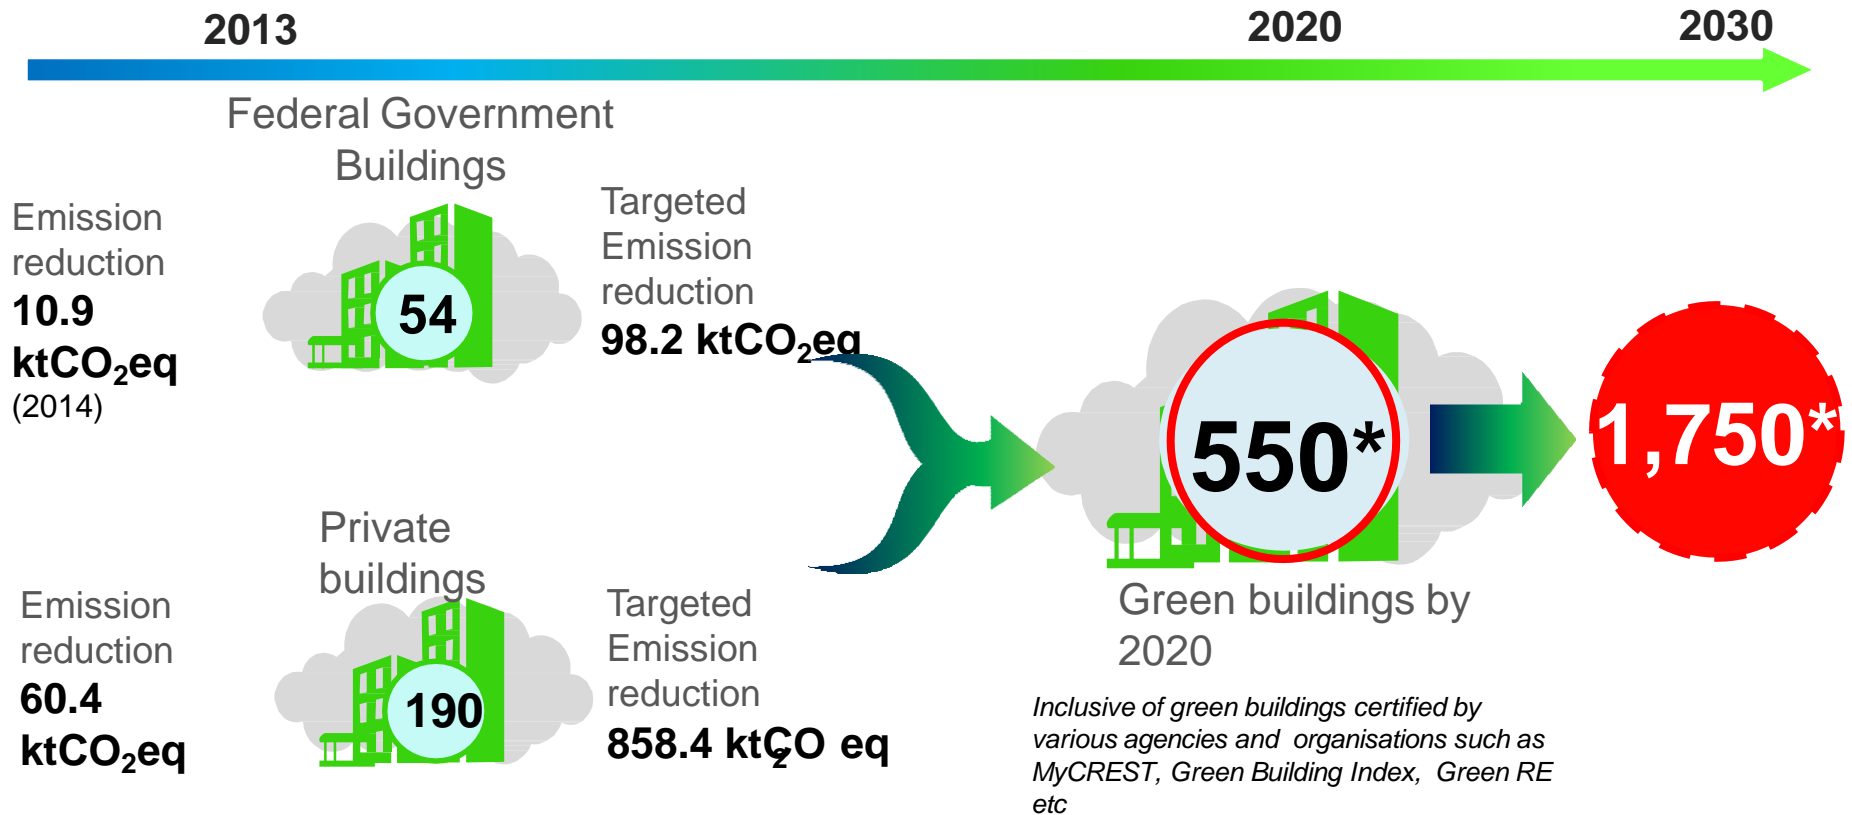 2013
2020
2030
Federal Government
Buildings
Emission
reduction
10.9
ktCO₂eq
(2014)
54
Targeted
Emission
reduction
98.2 ktCO₂eq
550*
1,750*
Private
buildings
Emission
reduction
60.4
ktCO₂eq
190
Targeted
Emission
reduction
858.4 ktCO₂ eq
Green buildings by
2020
Inclusive of green buildings certified by
various agencies and organisations such as
MyCREST, Green Building Index, Green RE
etc